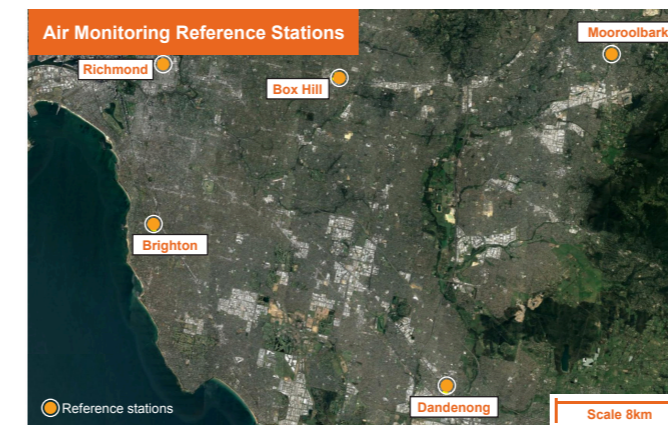 Air Monitoring Reference Stations
Mooroolbark
Richmond
Box Hill
Brighton
Dandenong
Reference stations
Scale 8km